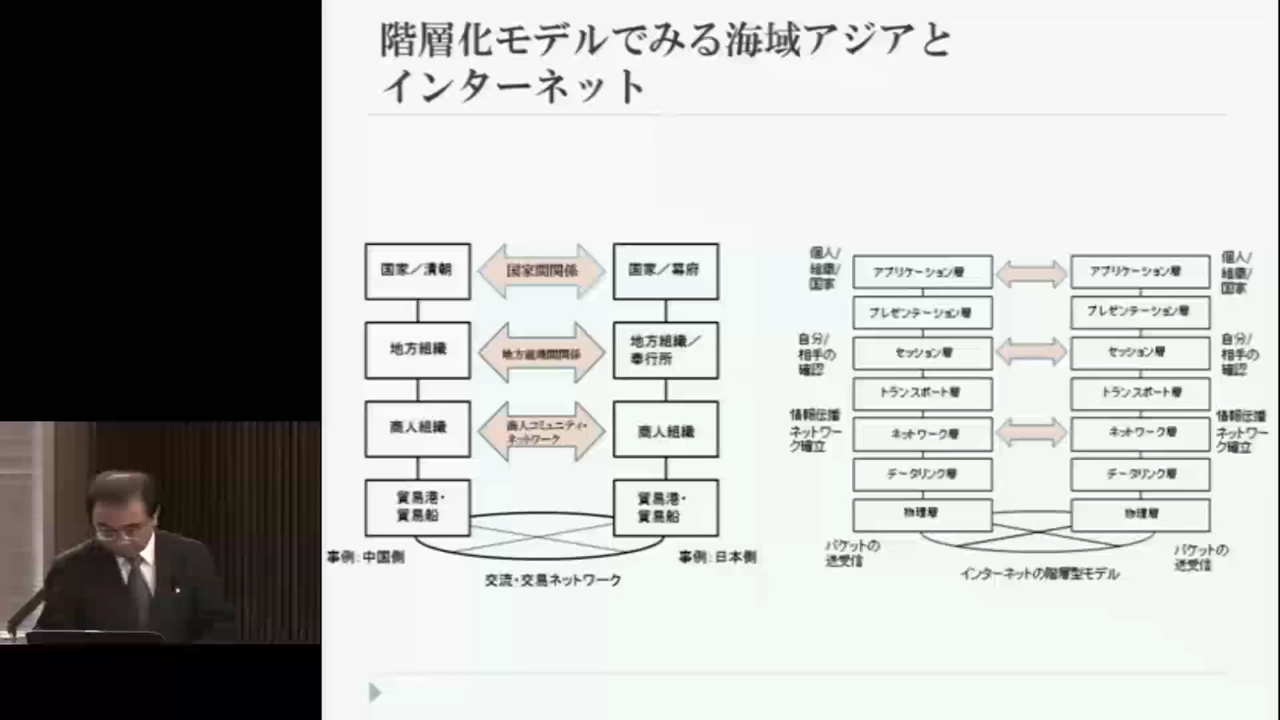 階層化モデルでみる海域アジアと
インターネット
国家／清朝
国家間関係
国家／幕府
地方組織
地方組織間関係
地方組織／
奉行所
商人組織
商人コミュニティ・
ネットワーク
商人組織
貿易港・
貿易船
貿易港・
貿易船
事例：中国側
事例：日本側
交流・交易ネットワーク
個人/
組織/
国家
アプリケーション層
アプリケーション層
個人/
組織/
国家
プレゼンテーション層
プレゼンテーション層
自分/
相手の
確認
セッション層
セッション層
自分/
相手の
確認
トランスポート層
トランスポート層
情報伝播
ネットワー
ク確立
ネットワーク層
ネットワーク層
情報伝播
ネットワー
ク確立
データリンク層
データリンク層
物理層
物理層
パケットの
送受信
パケットの
送受信
インターネットの階層型モデル